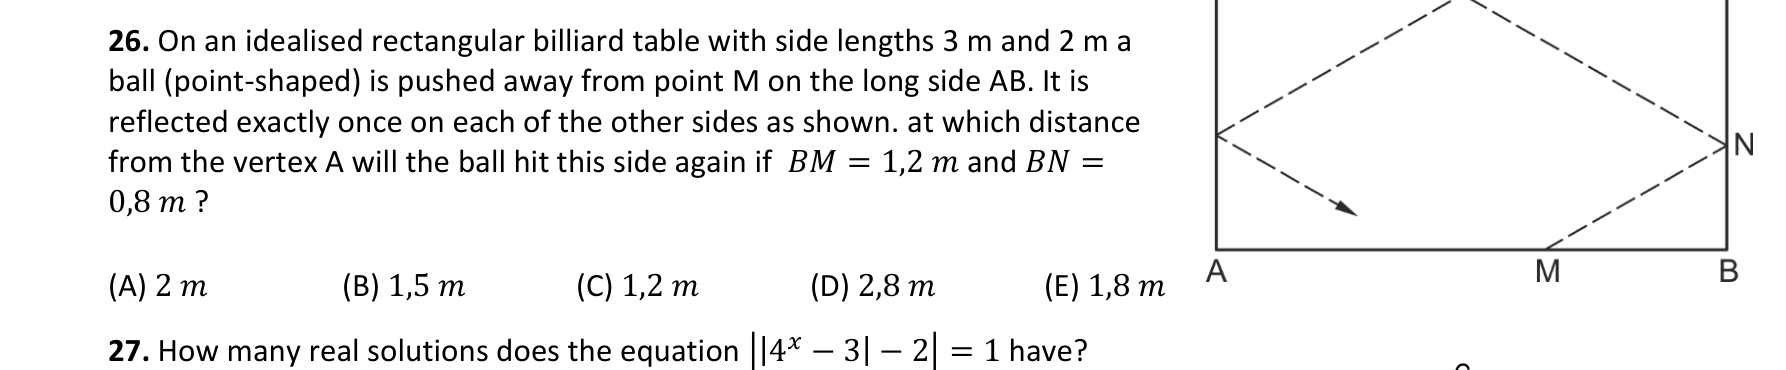 26. On an idealised rectangular billiard table with side lengths 3 m and 2 m a
ball (point-shaped) is pushed away from point M on the long side AB. It is
reflected exactly once on each of the other sides as shown. at which distance
from the vertex A will the ball hit this side again if BM = 1,2 m and BN =
0,8 m ?
N
(A) 2 m (B) 1,5 m (C) 1,2 m (D) 2,8 m (E) 1,8 m
A M B
27. How many real solutions does the equation ||4^x − 3| − 2| = 1 have?